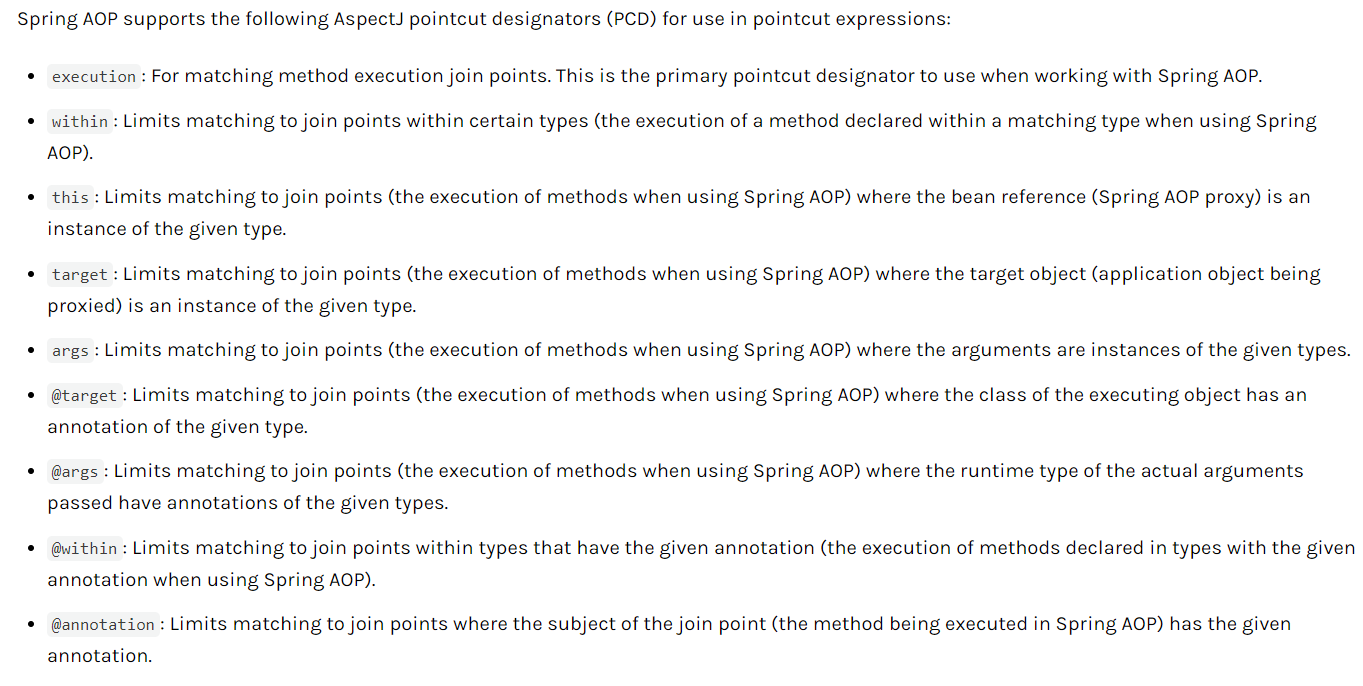 Spring AOP supports the following AspectJ pointcut designators (PCD) for use in pointcut expressions:
• execution : For matching method execution join points. This is the primary pointcut designator to use when working with Spring AOP.
• within : Limits matching to join points within certain types (the execution of a method declared within a matching type when using Spring
AOP).
• this : Limits matching to join points (the execution of methods when using Spring AOP) where the bean reference (Spring AOP proxy) is an
instance of the given type.
• target : Limits matching to join points (the execution of methods when using Spring AOP) where the target object (application object being
proxied) is an instance of the given type.
• args : Limits matching to join points (the execution of methods when using Spring AOP) where the arguments are instances of the given types.
• @target : Limits matching to join points (the execution of methods when using Spring AOP) where the class of the executing object has an
annotation of the given type.
• @args : Limits matching to join points (the execution of methods when using Spring AOP) where the runtime type of the actual arguments
passed have annotations of the given types.
• @within : Limits matching to join points within types that have the given annotation (the execution of methods declared in types with the given
annotation when using Spring AOP).
• @annotation : Limits matching to join points where the subject of the join point (the method being executed in Spring AOP) has the given
annotation.